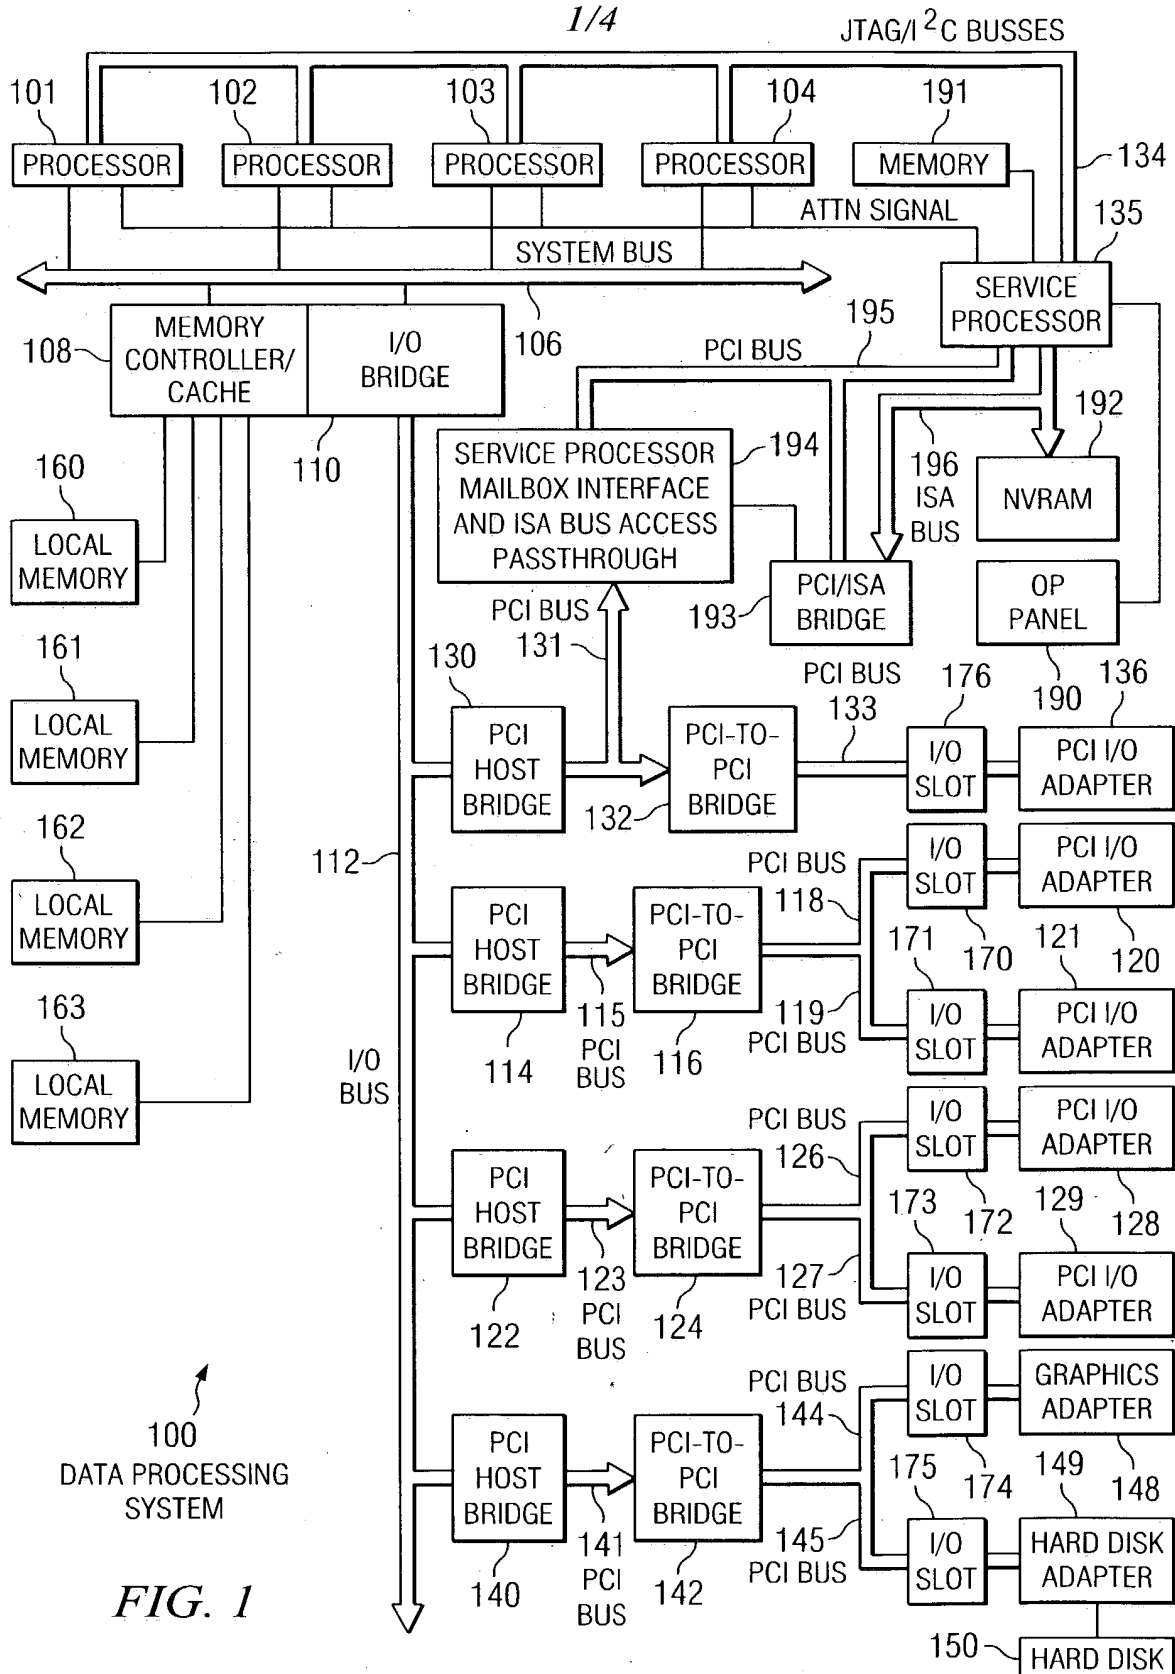 1/4
JTAG/I²C BUSSES
101
102
103
104
191
PROCESSOR
PROCESSOR
PROCESSOR
PROCESSOR
MEMORY
134
ATTN SIGNAL
135
SYSTEM BUS
SERVICE
PROCESSOR
108
MEMORY
CONTROLLER/
CACHE
I/O
BRIDGE
106
195
PCI BUS
110
SERVICE PROCESSOR
MAILBOX INTERFACE
AND ISA BUS ACCESS
PASSTHROUGH
194
196
ISA
BUS
192
NVRAM
160
LOCAL
MEMORY
PCI BUS
131
193
PCI/ISA
BRIDGE
OP
PANEL
190
161
LOCAL
MEMORY
130
PCI
HOST
BRIDGE
PCI-TO-
PCI
BRIDGE
132
PCI BUS
133
176
I/O
SLOT
136
PCI I/O
ADAPTER
162
LOCAL
MEMORY
112
PCI BUS
118
I/O
SLOT
170
PCI I/O
ADAPTER
120
PCI
HOST
BRIDGE
114
115
PCI
BUS
PCI-TO-
PCI
BRIDGE
116
119
PCI BUS
171
I/O
SLOT
121
PCI I/O
ADAPTER
163
LOCAL
MEMORY
I/O
BUS
PCI BUS
126
I/O
SLOT
172
PCI I/O
ADAPTER
128
PCI
HOST
BRIDGE
122
123
PCI
BUS
PCI-TO-
PCI
BRIDGE
124
127
PCI BUS
173
I/O
SLOT
129
PCI I/O
ADAPTER
100
DATA PROCESSING
SYSTEM
PCI BUS
144
I/O
SLOT
174
GRAPHICS
ADAPTER
148
PCI
HOST
BRIDGE
140
141
PCI
BUS
PCI-TO-
PCI
BRIDGE
142
145
PCI BUS
175
I/O
SLOT
149
HARD DISK
ADAPTER
150
HARD DISK
FIG. 1